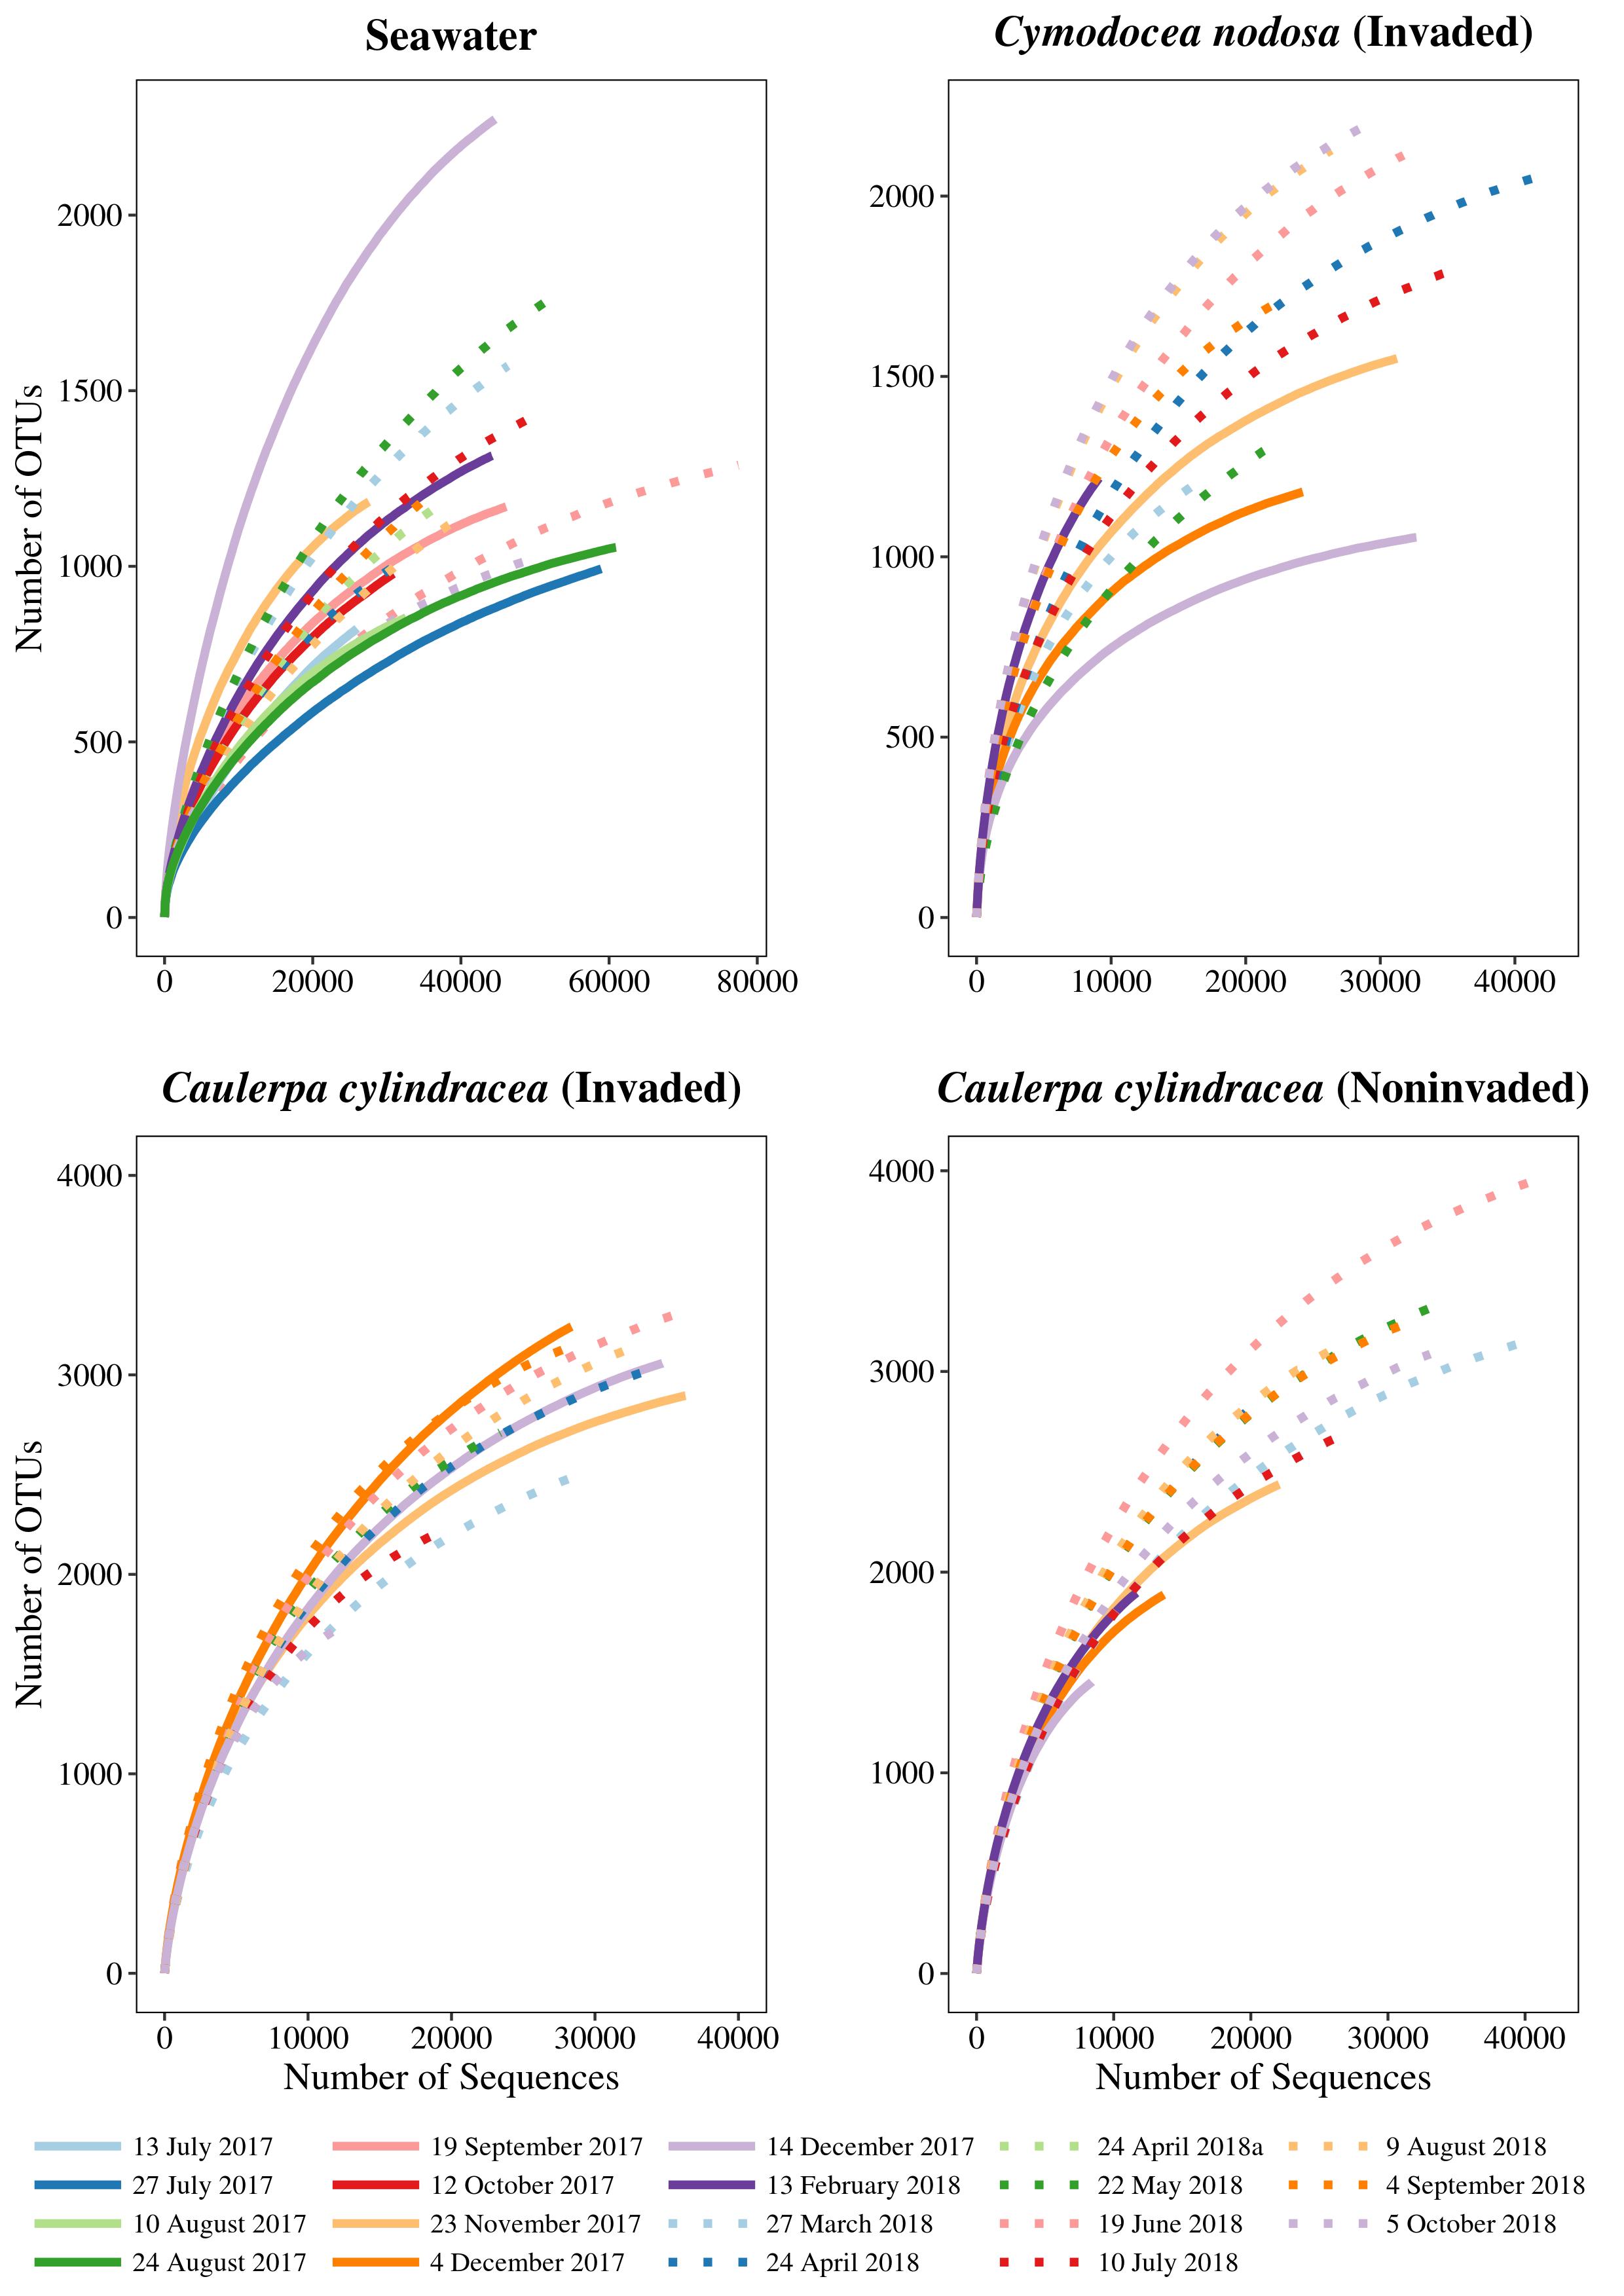 Seawater
Cymodocea nodosa (Invaded)
Number of OTUs
2000
1500
1000
500
0
0 20000 40000 60000 80000
2000
1500
1000
500
0
0 10000 20000 30000 40000
Caulerpa cylindracea (Invaded)
Caulerpa cylindracea (Noninvaded)
Number of OTUs
4000
3000
2000
1000
0
0 10000 20000 30000 40000
Number of Sequences
4000
3000
2000
1000
0
0 10000 20000 30000 40000
Number of Sequences
13 July 2017 19 September 2017 14 December 2017 24 April 2018a 9 August 2018
27 July 2017 12 October 2017 13 February 2018 22 May 2018 4 September 2018
10 August 2017 23 November 2017 27 March 2018 19 June 2018 5 October 2018
24 August 2017 4 December 2017 24 April 2018 10 July 2018